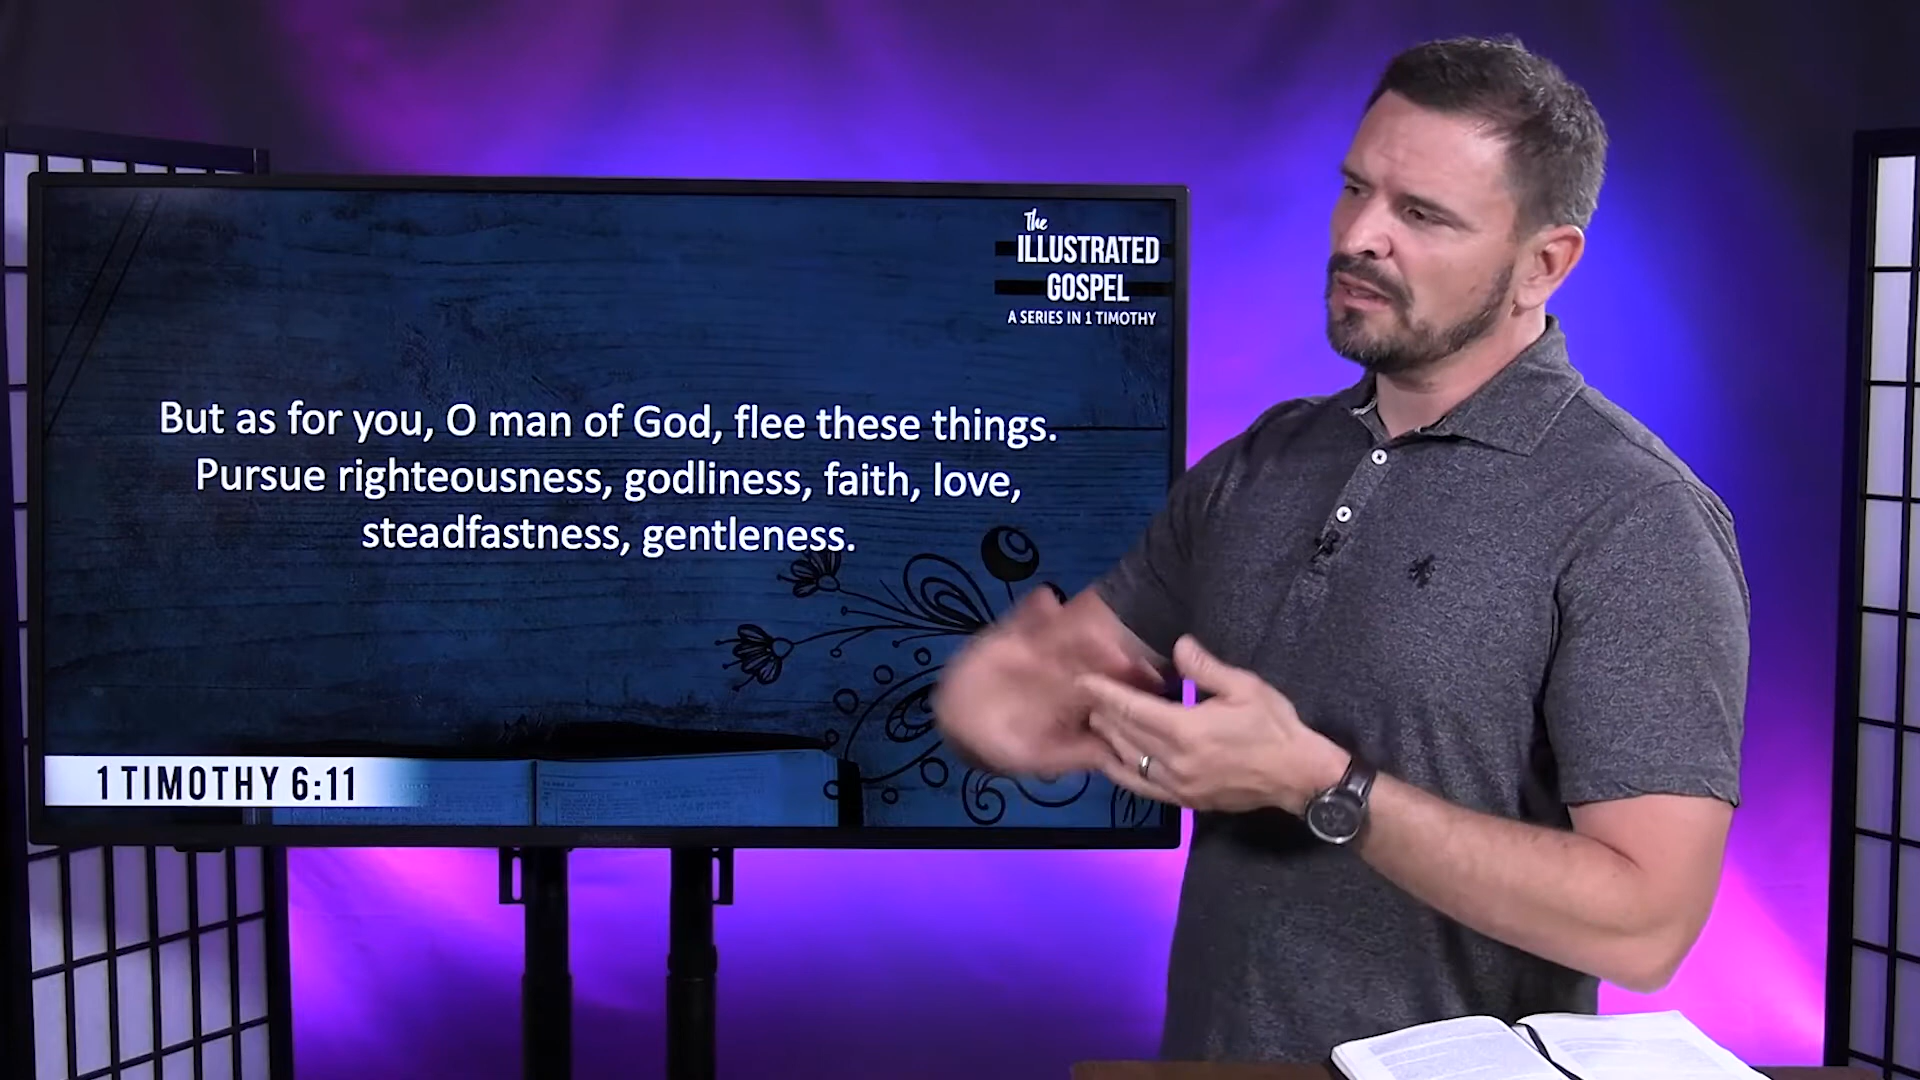 The
ILLUSTRATED
GOSPEL
A SERIES IN 1 TIMOTHY
But as for you, O man of God, flee these things.
Pursue righteousness, godliness, faith, love,
steadfastness, gentleness.
1 TIMOTHY 6:11